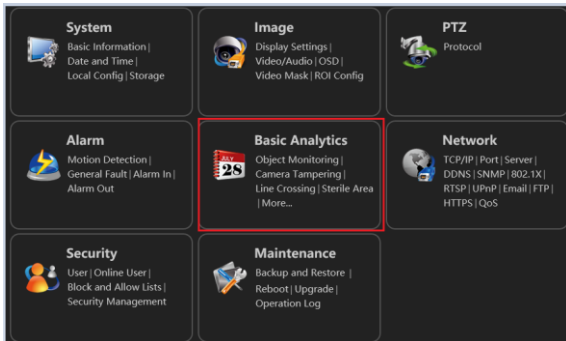 System
Basic Information |
Date and Time |
Local Config | Storage
Image
Display Settings |
Video/Audio | OSD |
Video Mask | ROI Config
PTZ
Protocol
Alarm
Motion Detection |
General Fault | Alarm In |
Alarm Out
JULY
28
Basic Analytics
Object Monitoring |
Camera Tampering |
Line Crossing | Sterile Area
| More...
Network
TCP/IP | Port | Server |
DDNS | SNMP | 802.1X |
RTSP | UPnP | Email | FTP |
HTTPS | QoS
Security
User | Online User |
Block and Allow Lists |
Security Management
Maintenance
Backup and Restore |
Reboot | Upgrade |
Operation Log